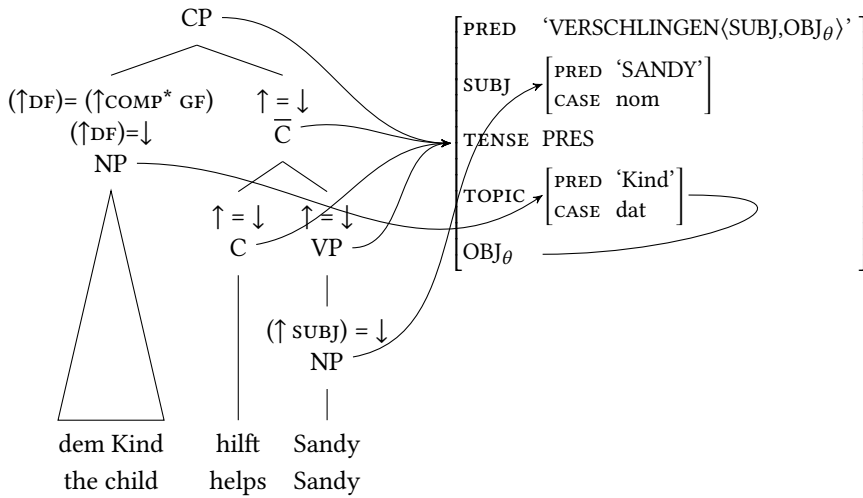 CP
(↑DF)= (↑COMP* GF)
(↑DF)=↓
NP
↑ = ↓
C̅
↑ = ↓
C
↑ = ↓
VP
(↑ SUBJ) = ↓
NP
dem Kind hilft Sandy
the child helps Sandy
PRED ‘VERSCHLINGEN⟨SUBJ,OBJθ⟩’
SUBJ
PRED ‘SANDY’
CASE nom
TENSE PRES
TOPIC
PRED ‘Kind’
CASE dat
OBJθ